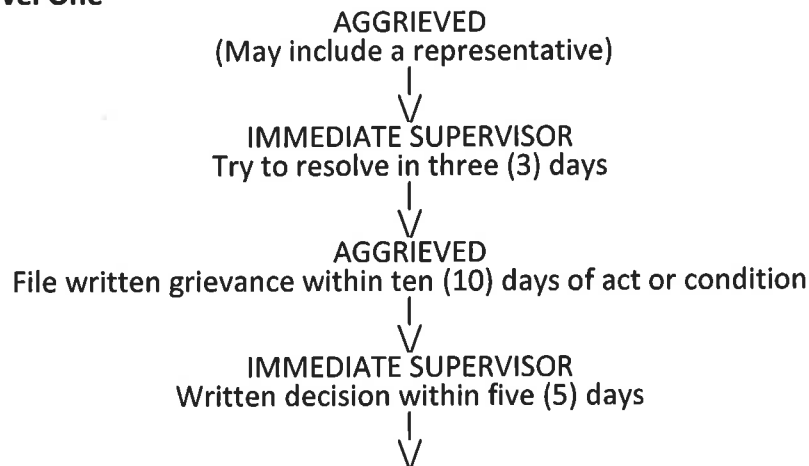 One
AGGRIEVED
(May include a representative)
IMMEDIATE SUPERVISOR
Try to resolve in three (3) days
AGGRIEVED
File written grievance within ten (10) days of act or condition
IMMEDIATE SUPERVISOR
Written decision within five (5) days